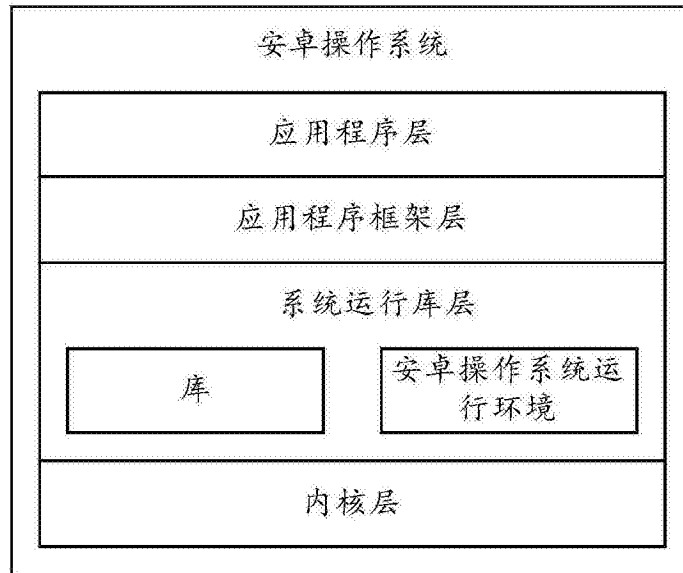 安卓操作系统
应用程序层
应用程序框架层
系统运行库层
库
安卓操作系统运
行环境
内核层